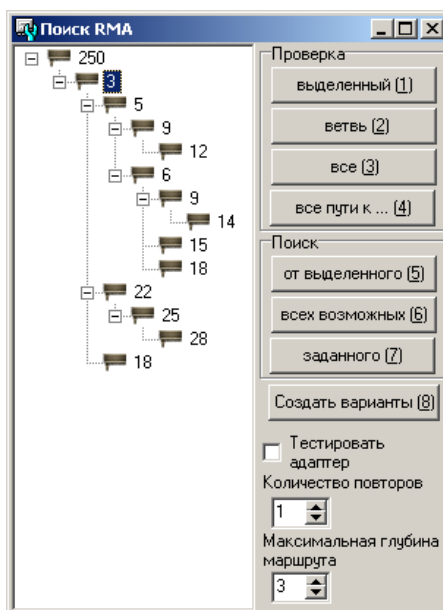 Поиск RMA
250
3
5
9
12
6
9
14
15
18
22
25
28
18
Проверка
выделенный (1)
ветвь (2)
все (3)
все пути к ... (4)
Поиск
от выделенного (5)
всех возможных (6)
заданного (7)
Создать варианты (8)
Тестировать
адаптер
Количество повторов
1
Максимальная глубина
маршрута
3